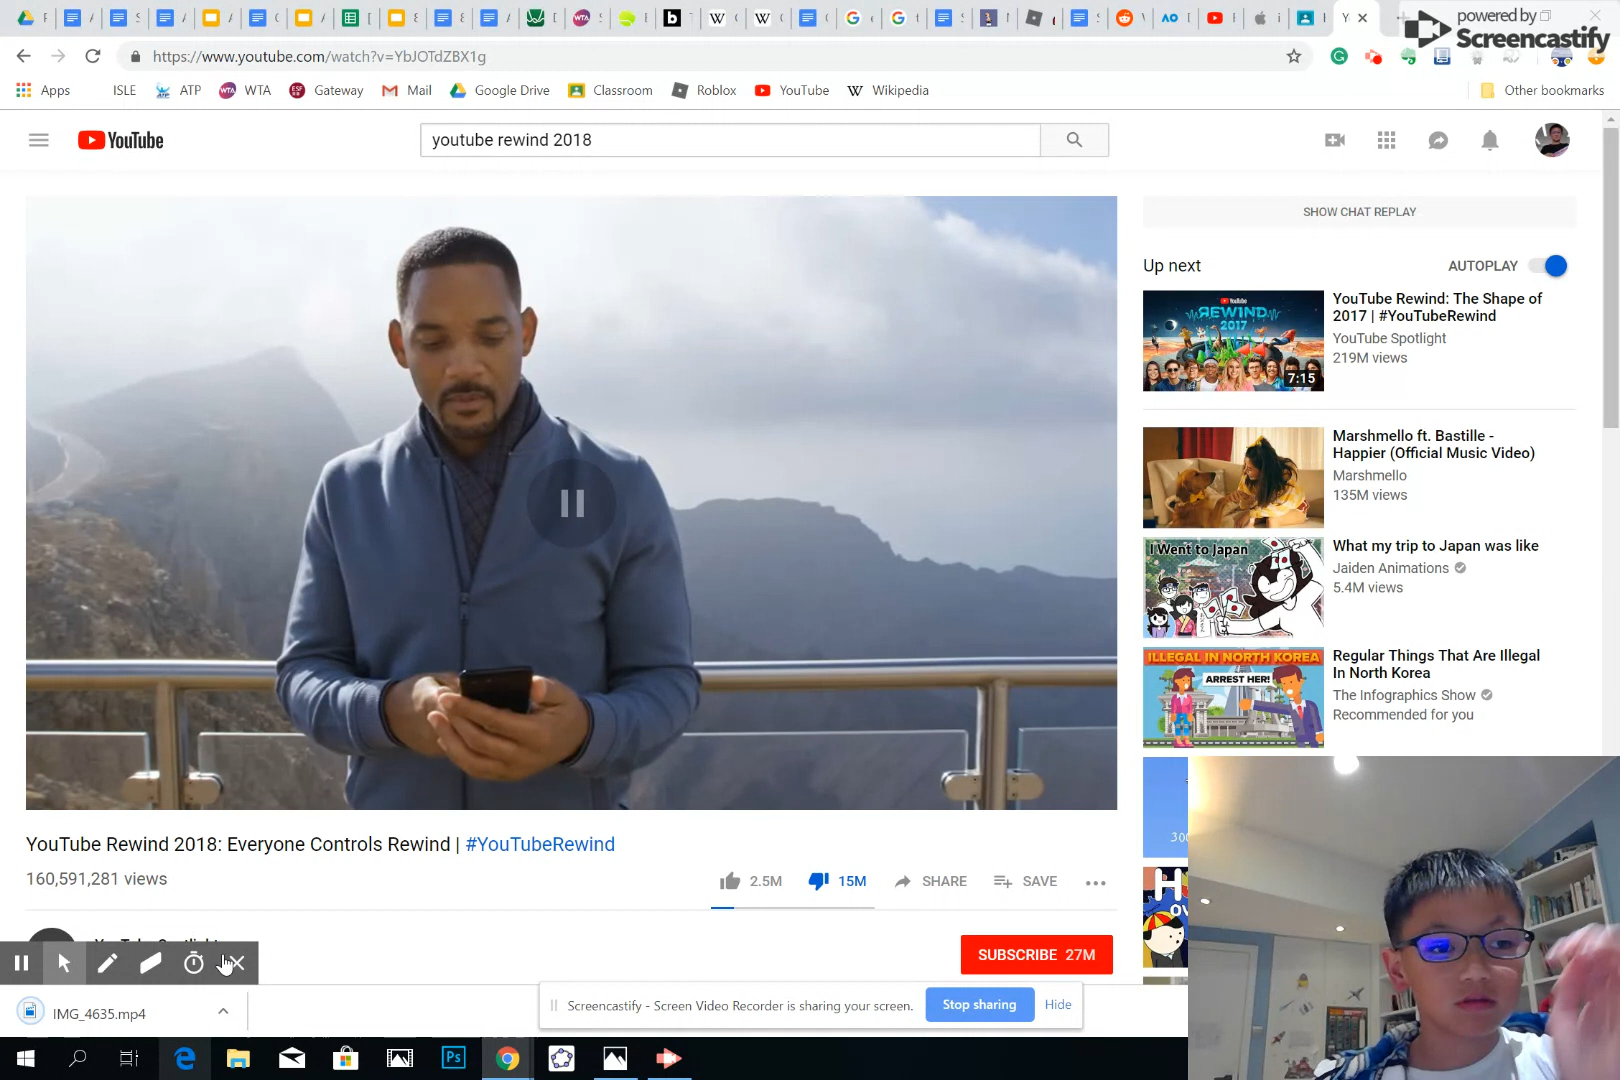 powered by
Screencastify
https://www.youtube.com/watch?v=YbJOTdZBX1g
Apps
ISLE
ATP
WTA
Gateway
Mail
Google Drive
Classroom
Roblox
YouTube
Wikipedia
Other bookmarks
YouTube
youtube rewind 2018
SHOW CHAT REPLAY
Up next
AUTOPLAY
REWIND
2017
7:15
YouTube Rewind: The Shape of
2017 | #YouTubeRewind
YouTube Spotlight
219M views
Marshmello ft. Bastille -
Happier (Official Music Video)
Marshmello
135M views
I Went to Japan
What my trip to Japan was like
Jaiden Animations
5.4M views
ILLEGAL IN NORTH KOREA
ARREST HER!
Regular Things That Are Illegal
In North Korea
The Infographics Show
Recommended for you
YouTube Rewind 2018: Everyone Controls Rewind | #YouTubeRewind
160,591,281 views
2.5M
15M
SHARE
SAVE
SUBSCRIBE 27M
Screencastify - Screen Video Recorder is sharing your screen.
Stop sharing
Hide
IMG_4635.mp4
Ps